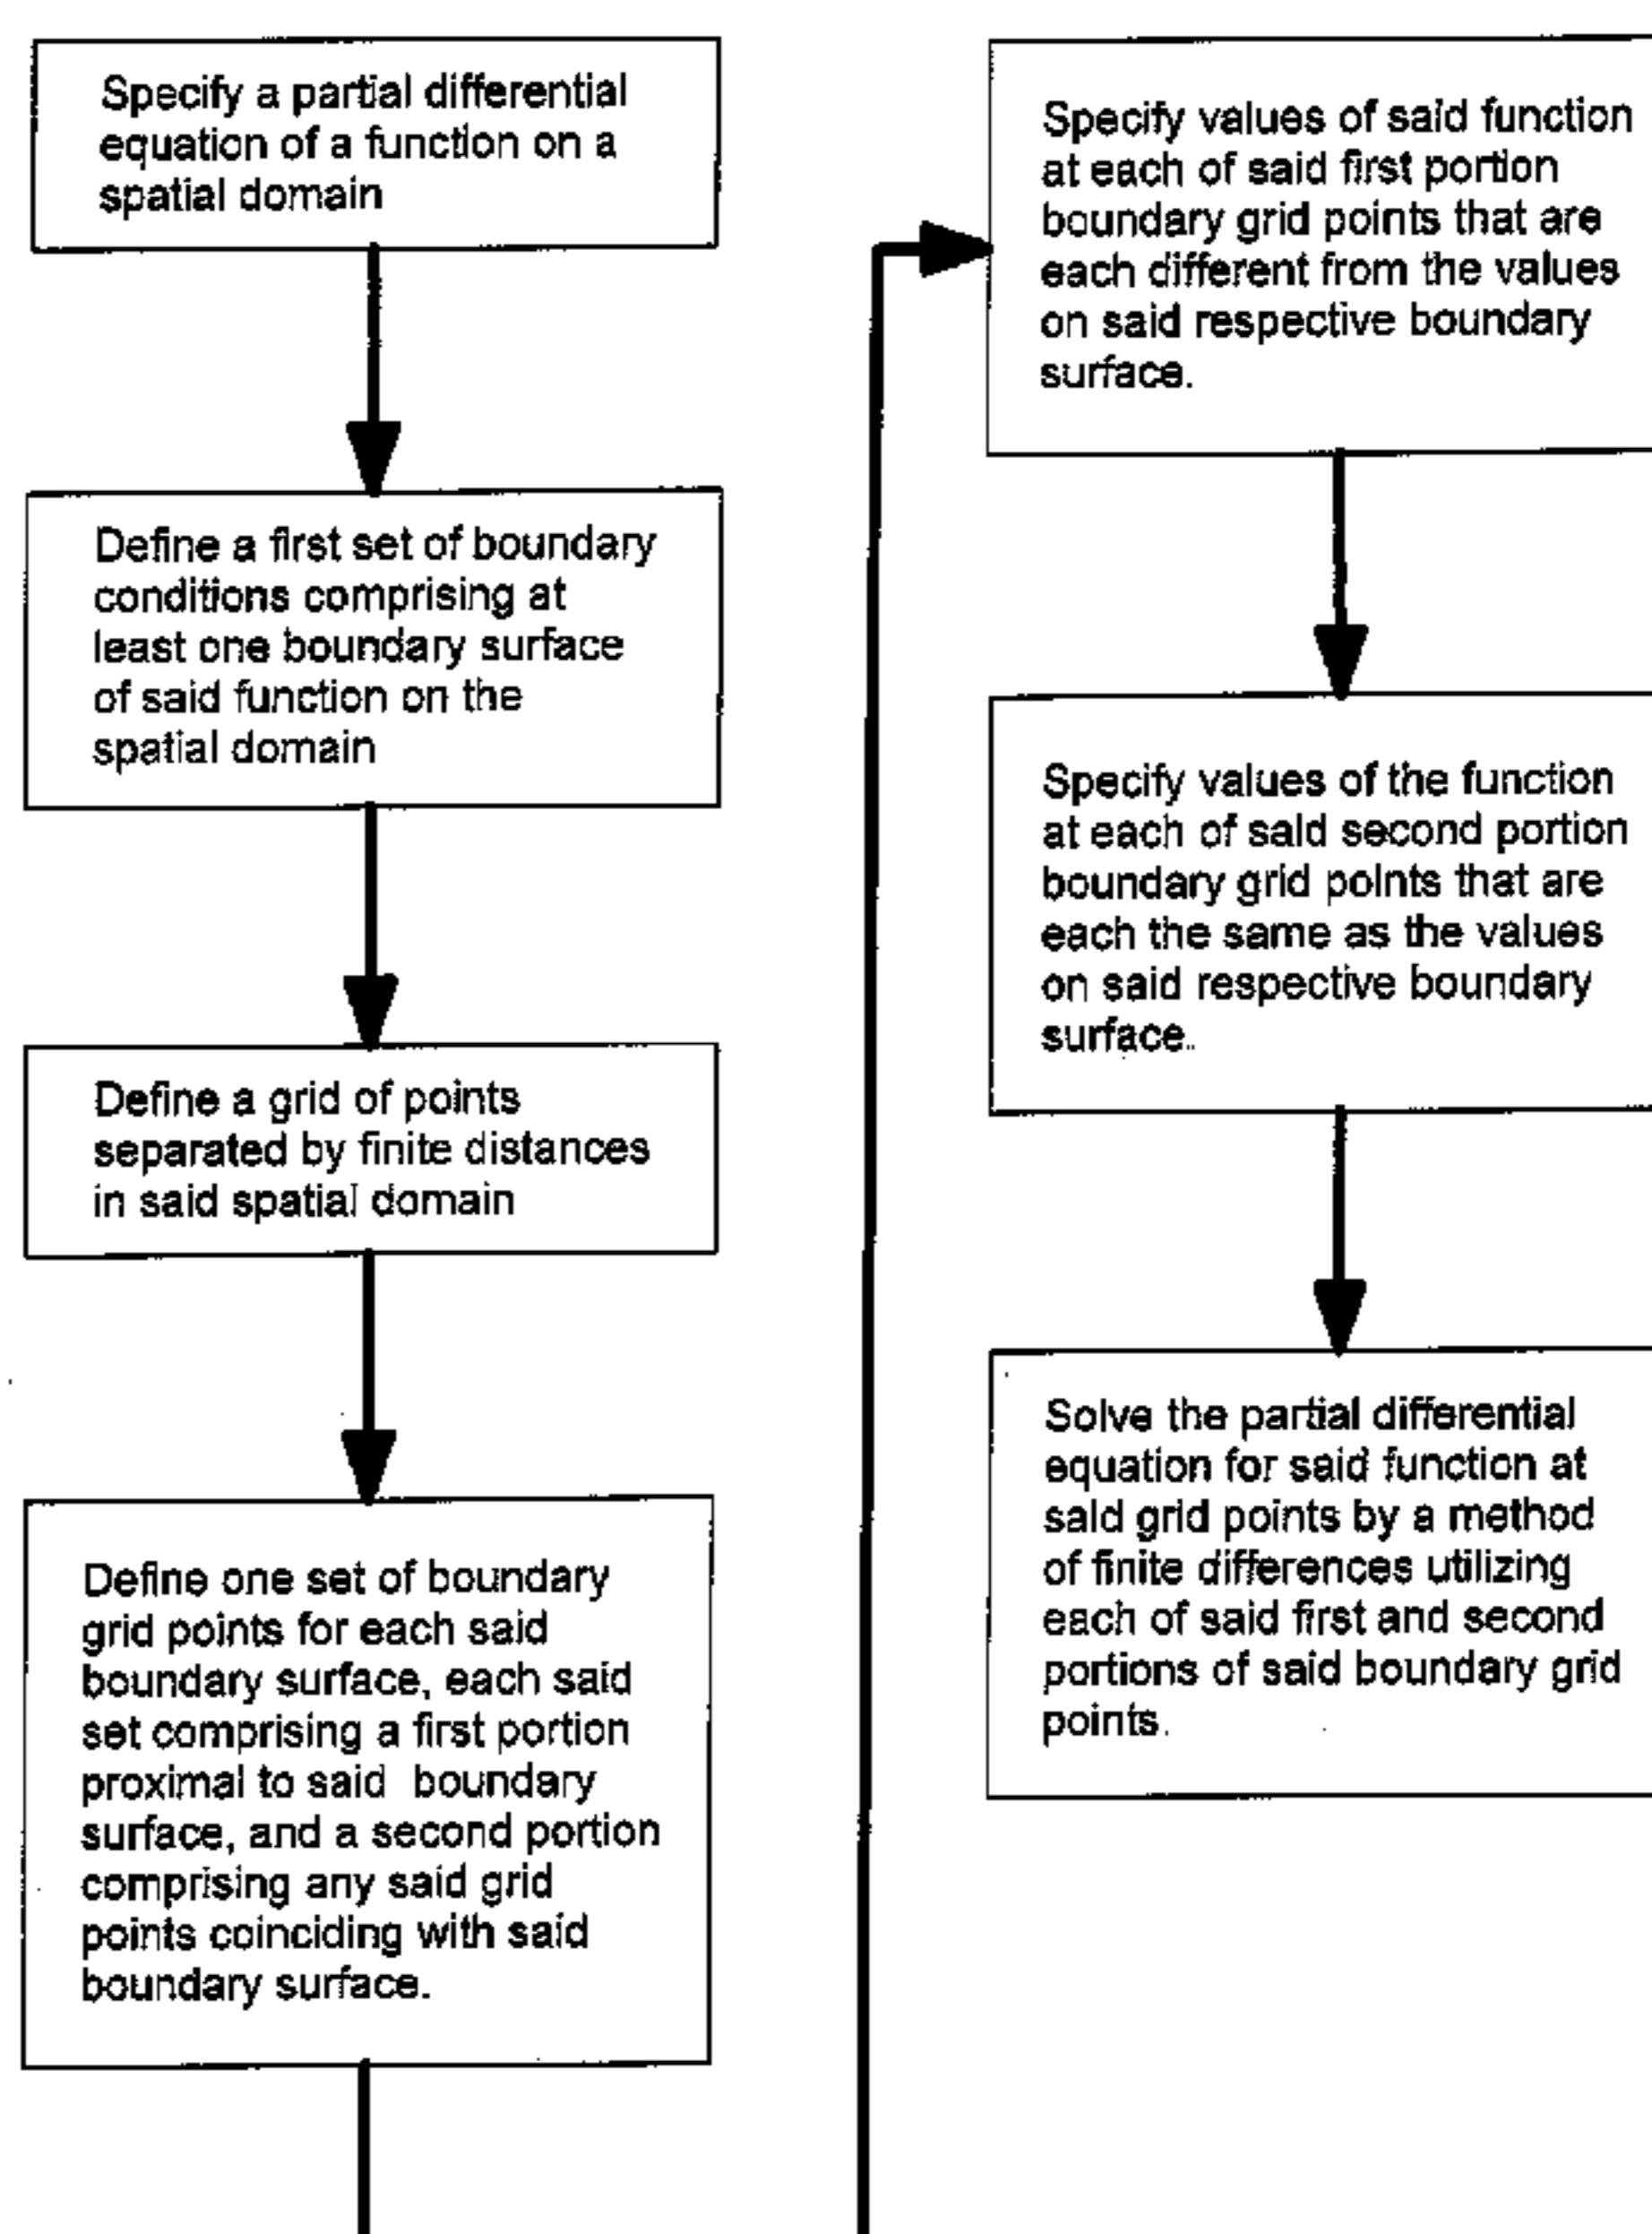 Specify a partial differential
equation of a function on a
spatial domain
Define a first set of boundary
conditions comprising at
least one boundary surface
of said function on the
spatial domain
Define a grid of points
separated by finite distances
in said spatial domain
Define one set of boundary
grid points for each said
boundary surface, each said
set comprising a first portion
proximal to said boundary
surface, and a second portion
comprising any said grid
points coinciding with said
boundary surface.
Specify values of said function
at each of said first portion
boundary grid points that are
each different from the values
on said respective boundary
surface.
Specify values of the function
at each of said second portion
boundary grid points that are
each the same as the values
on said respective boundary
surface.
Solve the partial differential
equation for said function at
said grid points by a method
of finite differences utilizing
each of said first and second
portions of said boundary grid
points.